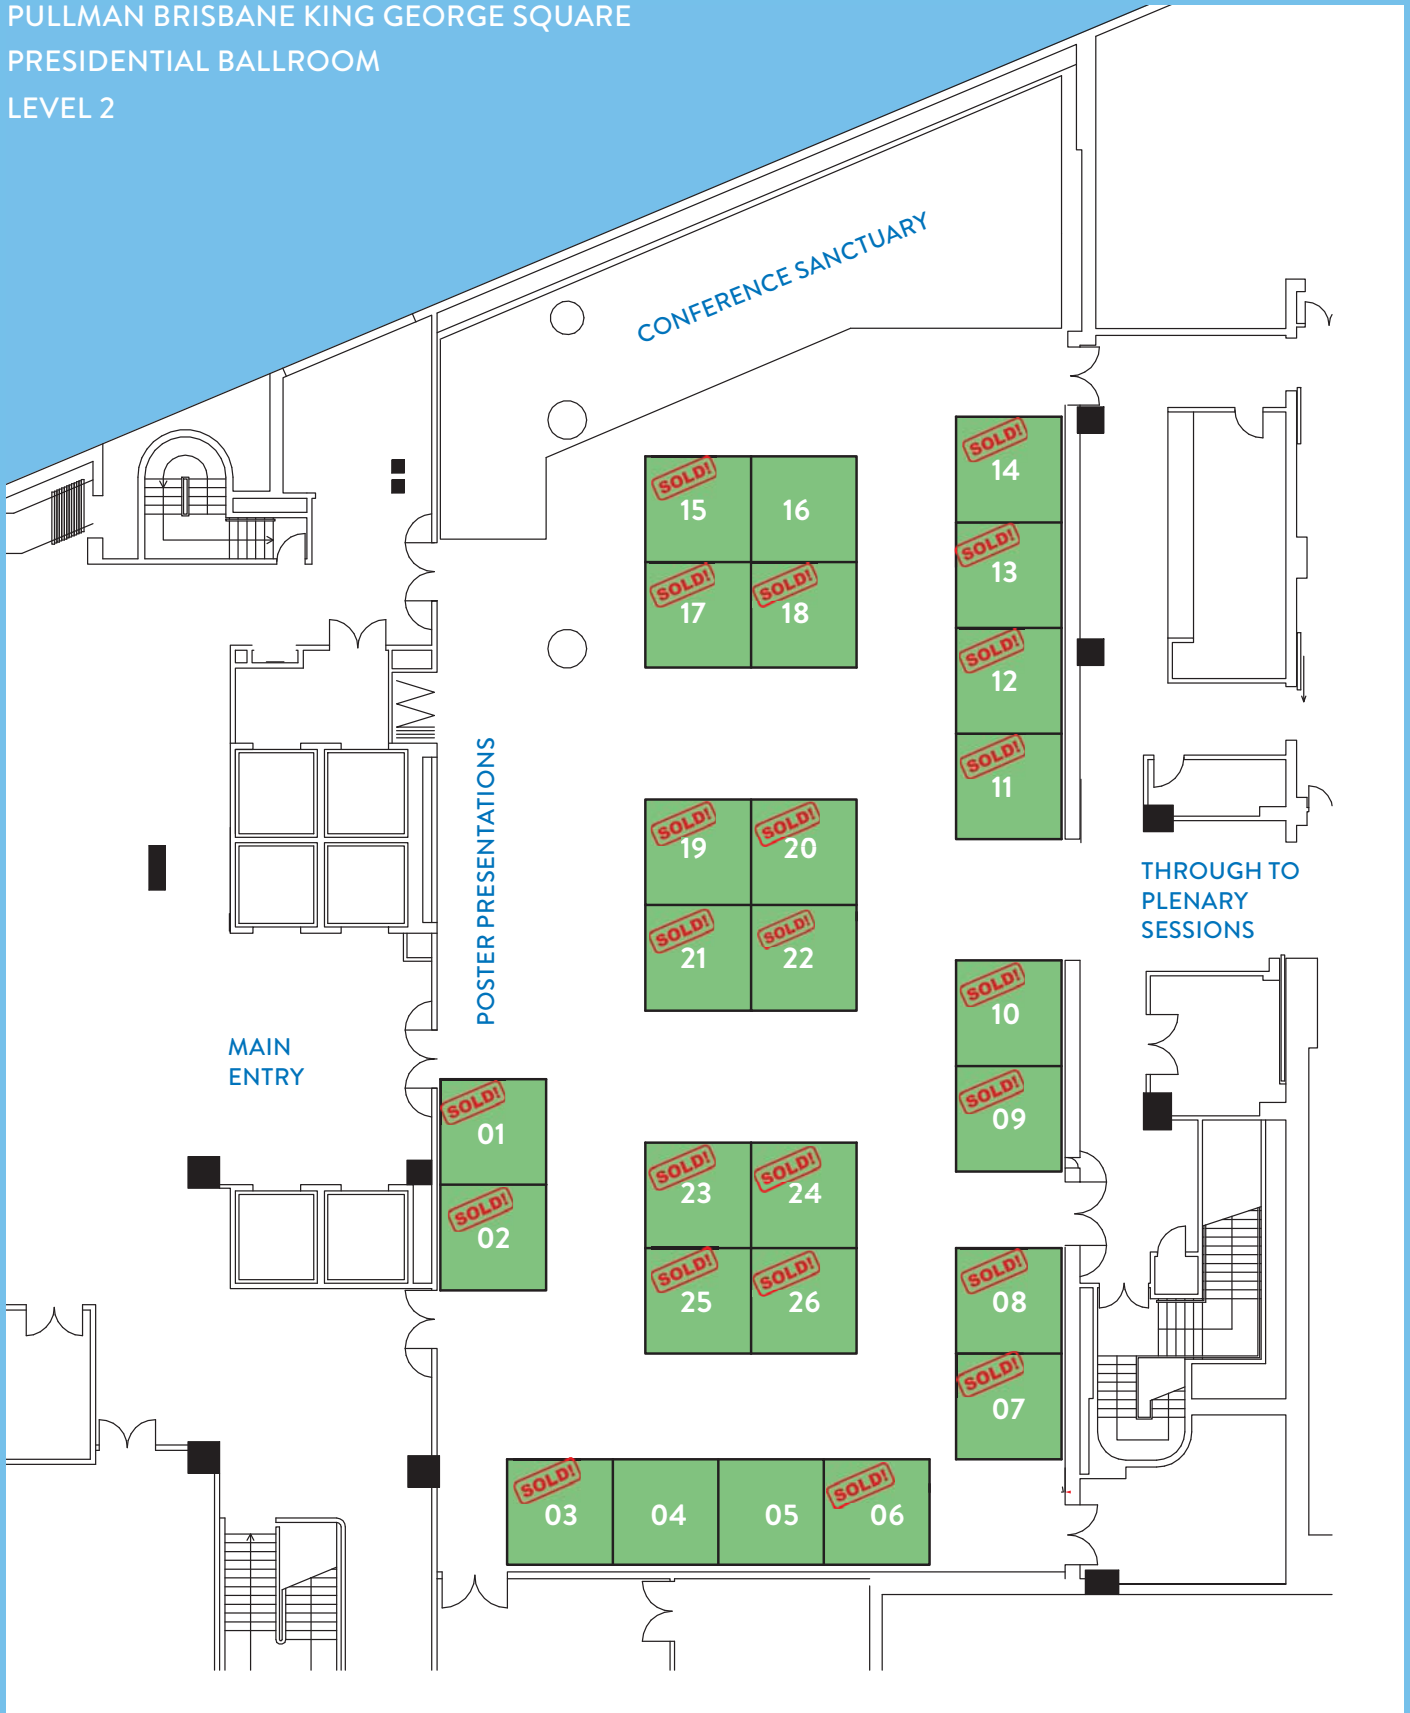 PULLMAN BRISBANE KING GEORGE SQUARE
PRESIDENTIAL BALLROOM
LEVEL 2
CONFERENCE SANCTUARY
SOLD!
14
SOLD!
15
16
SOLD!
13
SOLD!
17
SOLD!
18
SOLD!
12
SOLD!
11
POSTER PRESENTATIONS
SOLD!
19
SOLD!
20
THROUGH TO
PLENARY
SESSIONS
SOLD!
21
SOLD!
22
SOLD!
10
MAIN
ENTRY
SOLD!
09
SOLD!
01
SOLD!
23
SOLD!
24
SOLD!
02
SOLD!
25
SOLD!
26
SOLD!
08
SOLD!
07
SOLD!
03
04
05
SOLD!
06